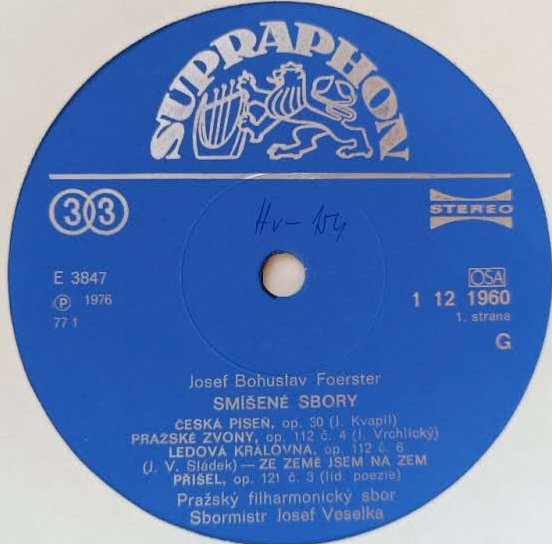 SUPRAPHON
33
STEREO
E 3847
Ⓟ 1976
77 1
OSA
1 12 1960
1. strana
G
Josef Bohuslav Foerster
SMÍŠENÉ SBORY
ČESKÁ PÍSEŇ, op. 30 (J. Kvapil)
PRAŽSKÉ ZVONY, op. 112 č. 4 (J. Vrchlický)
LEDOVÁ KRÁLOVNA, op. 112 č. 6
(J. V. Sládek) — ZE ZEMĚ JSEM NA ZEM
PŘIŠEL, op. 121 č. 3 (lid. poezie)
Pražský filharmonický sbor
Sbormistr Josef Veselka